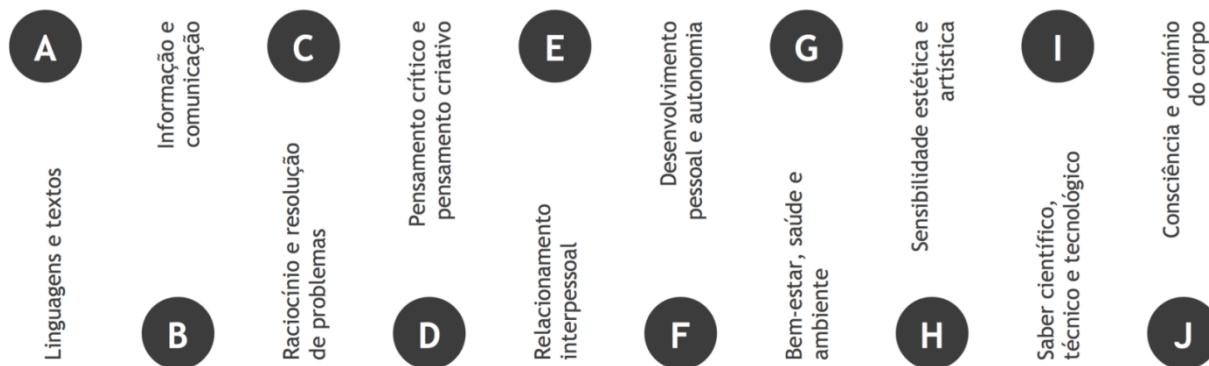 A
Linguagens e textos
B
Informação e
comunicação
C
Raciocínio e resolução
de problemas
D
Pensamento crítico e
pensamento criativo
E
Relacionamento
interpessoal
F
Desenvolvimento
pessoal e autonomia
G
Bem-estar, saúde e
ambiente
H
Sensibilidade estética e
artística
I
Saber científico,
técnico e tecnológico
J
Consciência e domínio
do corpo